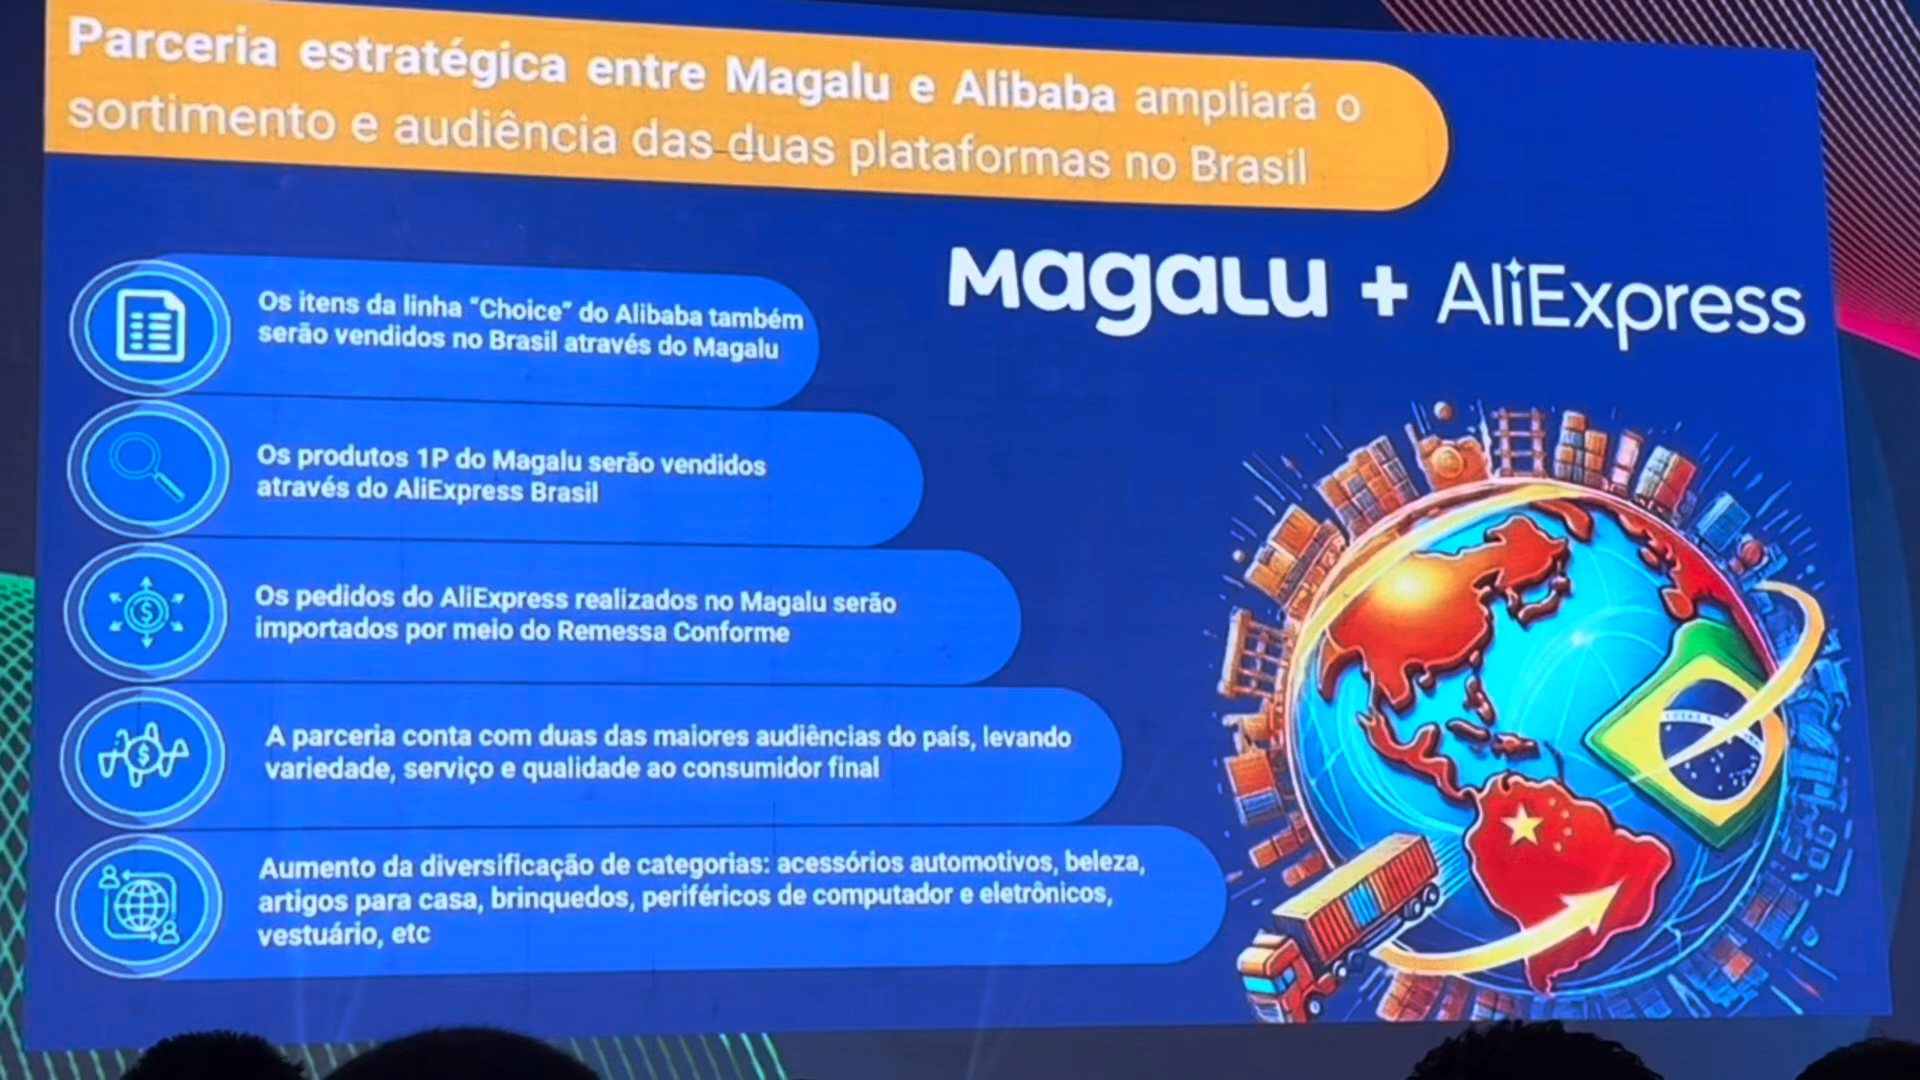 Parceria estratégica entre Magalu e Alibaba ampliará o
sortimento e audiência das duas plataformas no Brasil
Magalu + AliExpress
Os itens da linha “Choice” do Alibaba também
serão vendidos no Brasil através do Magalu
Os produtos 1P do Magalu serão vendidos
através do AliExpress Brasil
Os pedidos do AliExpress realizados no Magalu serão
importados por meio do Remessa Conforme
A parceria conta com duas das maiores audiências do país, levando
variedade, serviço e qualidade ao consumidor final
Aumento da diversificação de categorias: acessórios automotivos, beleza,
artigos para casa, brinquedos, periféricos de computador e eletrônicos,
vestuário, etc